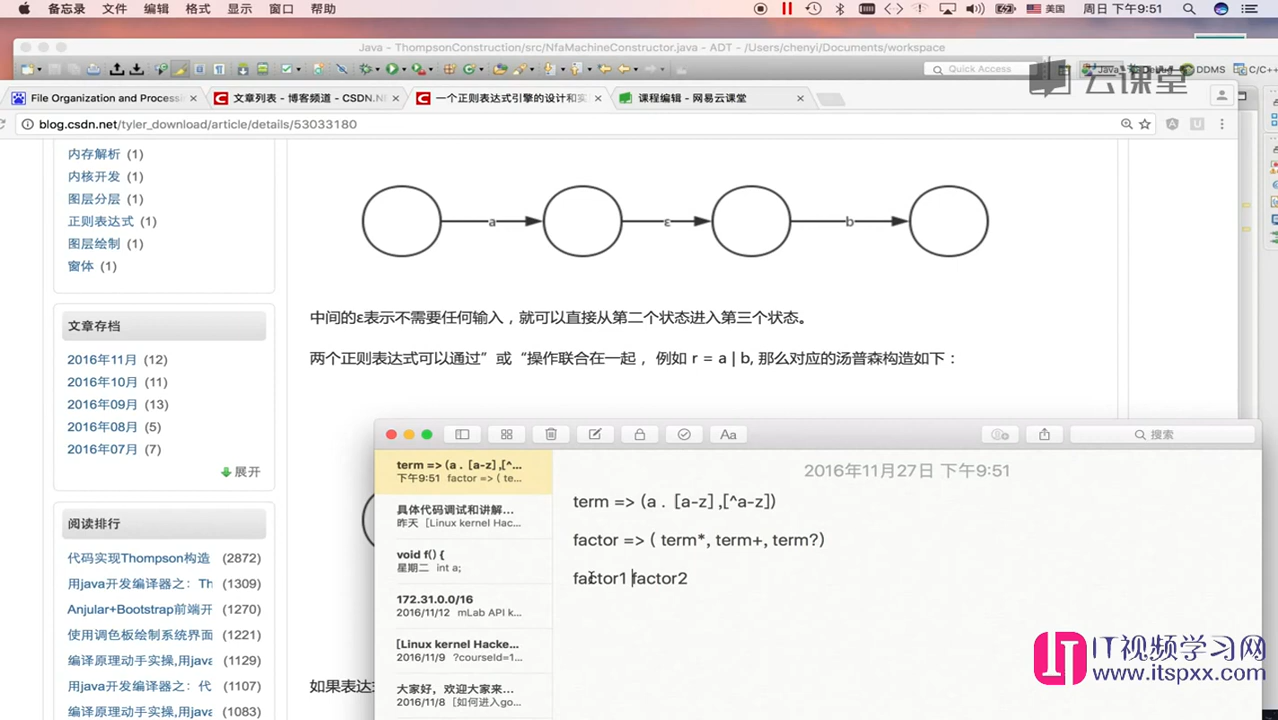 备忘录 文件 编辑 格式 显示 窗口 帮助 美国 周日 下午9:51
Java - ThompsonConstruction/src/NfaMachineConstructor.java - ADT - /Users/chenyi/Documents/workspace
Quick Access Java Debug DDMS C/C+
云课堂
File Organization and Processi
文章列表 - 博客频道 - CSDN.N
一个正则表达式引擎的设计和实
课程编辑 - 网易云课堂
blog.csdn.net/tyler_download/article/details/53033180
内存解析 (1)
内核开发 (1)
图层分层 (1)
正则表达式 (1)
图层绘制 (1)
窗体 (1)
文章存档
2016年11月 (12)
2016年10月 (11)
2016年09月 (13)
2016年08月 (5)
2016年07月 (7)
展开
阅读排行
代码实现Thompson构造 (2872)
用java开发编译器之：Th (1309)
Anjular+Bootstrap前端开 (1270)
使用调色板绘制系统界面 (1221)
编译原理动手实操,用java (1129)
用java开发编译器之：代 (1107)
编译原理动手实操,用java (1083)
a ε b
中间的ε表示不需要任何输入，就可以直接从第二个状态进入第三个状态。
两个正则表达式可以通过”或“操作联合在一起， 例如 r = a | b, 那么对应的汤普森构造如下：
如果表达式
Aa 搜索
term => (a . [a-z] ,[^a-...
下午9:51 factor => ( te...
具体代码调试和讲解...
昨天 [Linux kernel Hac...
void f() {
星期二 int a;
172.31.0.0/16
2016/11/12 mLab API k...
[Linux kernel Hacke...
2016/11/9 ?courseId=1...
大家好，欢迎大家来...
2016/11/8 [如何进入go...
2016年11月27日 下午9:51
term => (a . [a-z] ,[^a-z])
factor => ( term*, term+, term?)
factor1 factor2
IT视频学习网
www.itspxx.com